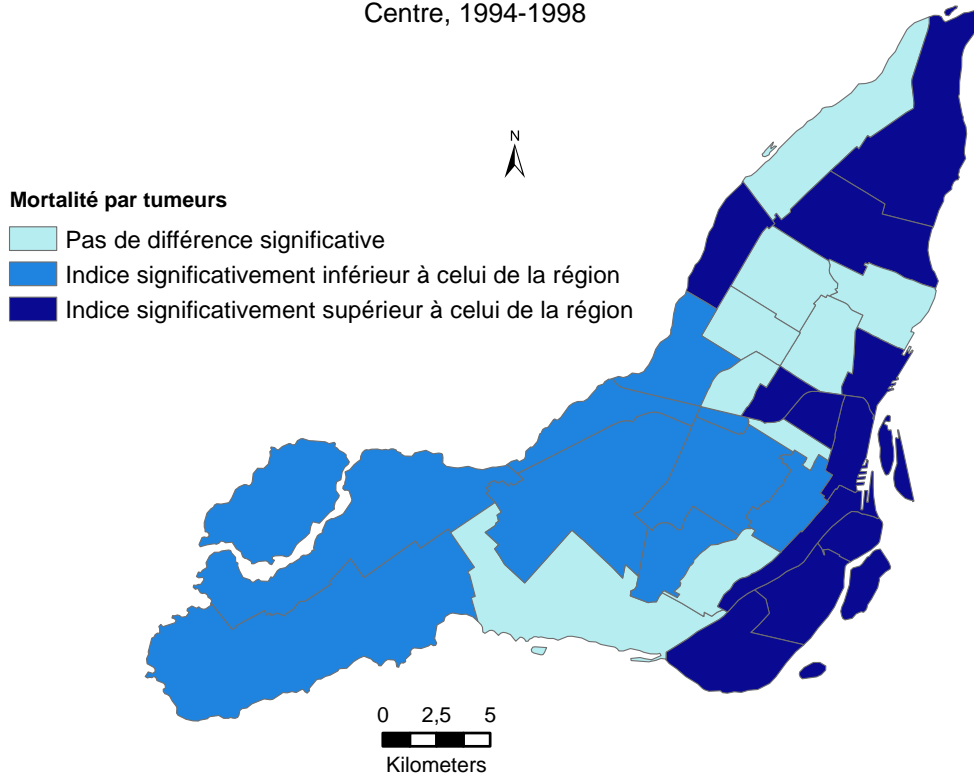 Centre, 1994-1998
N
Mortalité par tumeurs
Pas de différence significative
Indice significativement inférieur à celui de la région
Indice significativement supérieur à celui de la région
0 2,5 5
Kilometers